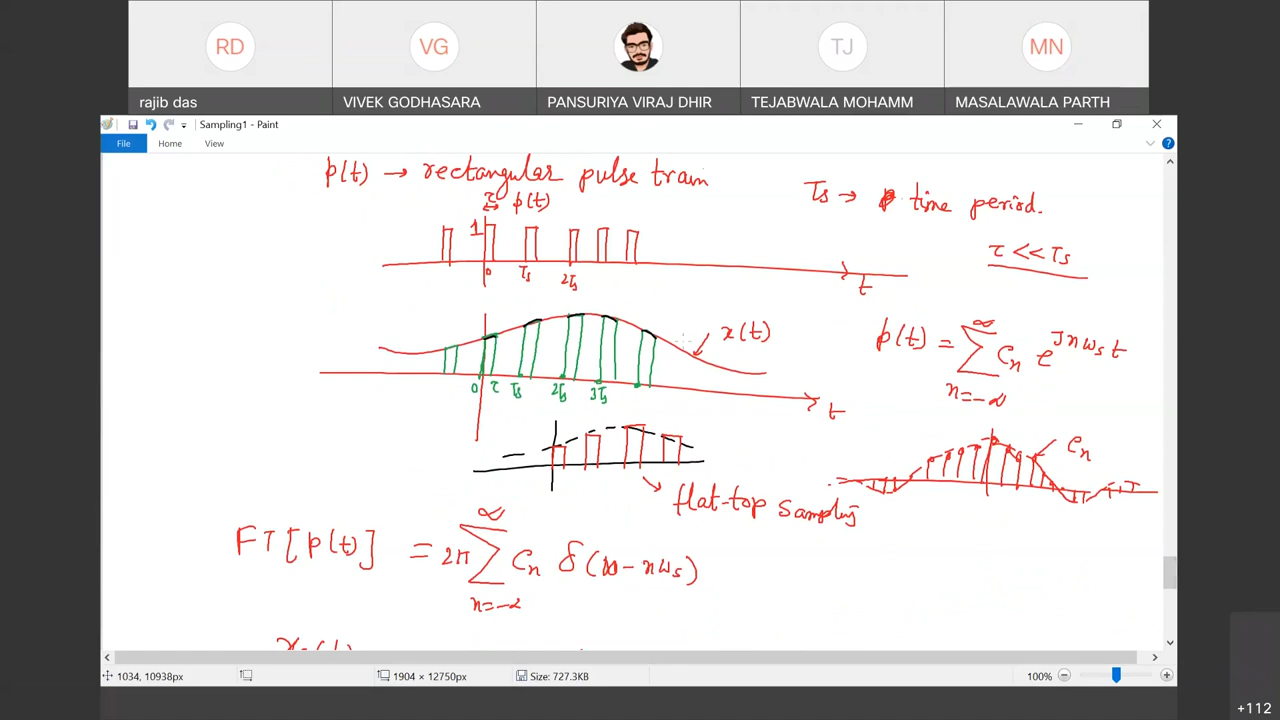 RD VG TJ MN
rajib das VIVEK GODHASARA PANSURIYA VIRAJ DHIR TEJABWALA MOHAMM MASALAWALA PARTH
Sampling1 - Paint
File Home View
p(t) → rectangular pulse train
Ts → time period.
τ p(t)
1
τ << Ts
0 Ts 2Ts t
x(t)
p(t) = ∑ Cn e^{jnωst}
∞
n=-∞
0 τ Ts 2Ts 3Ts t
Cn
flat-top sampling
∞
FT[p(t)] = 2π ∑ Cn δ(ω - nωs)
n=-∞
1034, 10938px 1904 × 12750px Size: 727.3KB 100%
+112